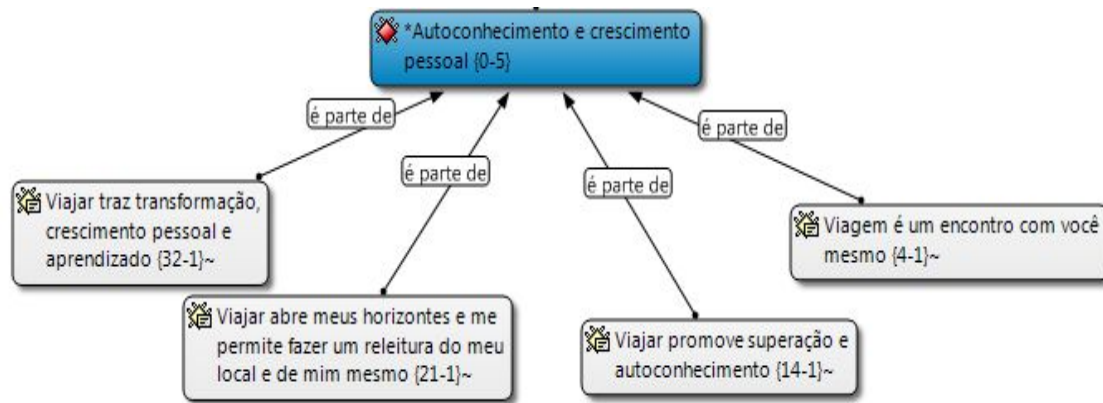 *Autoconhecimento e crescimento
pessoal {0-5}
é parte de
é parte de
é parte de
é parte de
Viajar traz transformação,
crescimento pessoal e
aprendizado {32-1}~
Viagem é um encontro com você
mesmo {4-1}~
Viajar abre meus horizontes e me
permite fazer um releitura do meu
local e de mim mesmo {21-1}~
Viajar promove superação e
autoconhecimento {14-1}~